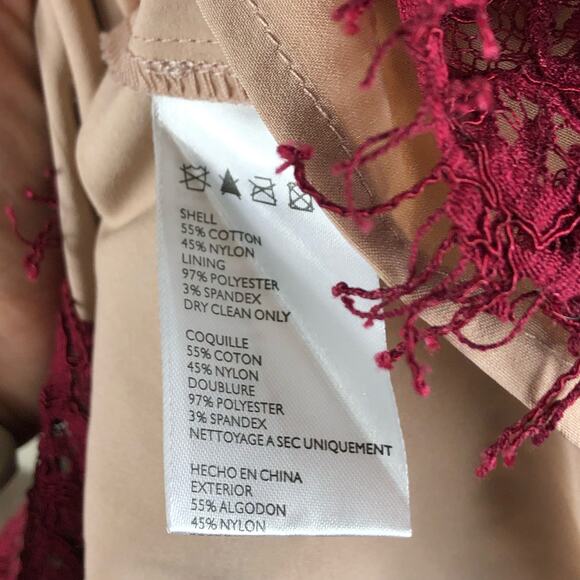 SHELL
55% COTTON
45% NYLON
LINING
97% POLYESTER
3% SPANDEX
DRY CLEAN ONLY
COQUILLE
55% COTON
45% NYLON
DOUBLURE
97% POLYESTER
3% SPANDEX
NETTOYAGE A SEC UNIQUEMENT
HECHO EN CHINA
EXTERIOR
55% ALGODON
45% NYLON